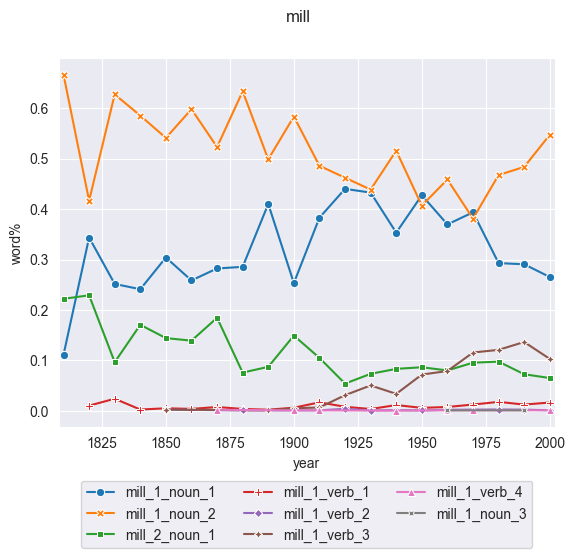 mill
0.6
0.5
0.4
0.3
0.2
0.1
0.0
word%
1825 1850 1875 1900 1925 1950 1975 2000
year
mill_1_noun_1 mill_1_verb_1 mill_1_verb_4
mill_1_noun_2 mill_1_verb_2 mill_1_noun_3
mill_2_noun_1 mill_1_verb_3